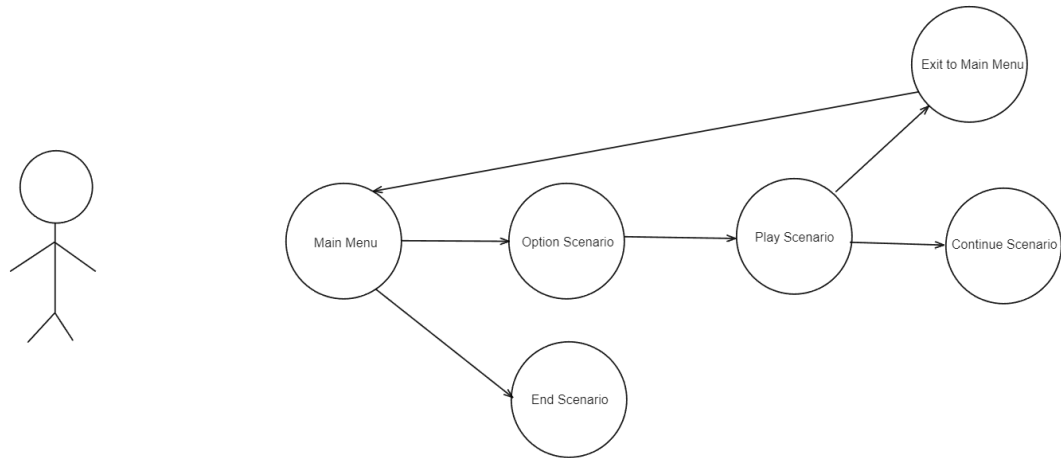 Exit to Main Menu
Main Menu
Option Scenario
Play Scenario
Continue Scenario
End Scenario